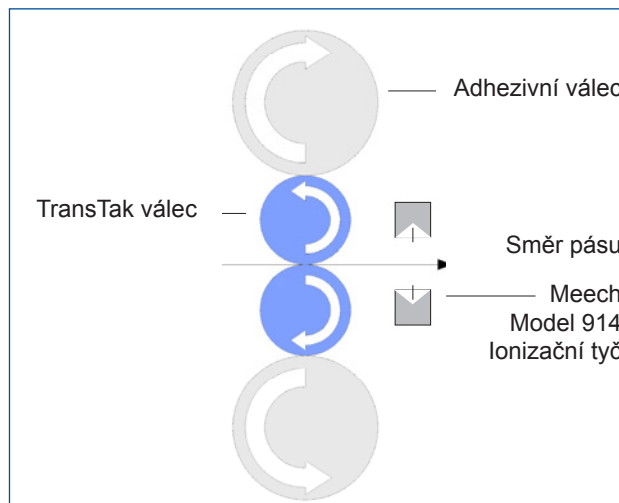 Adhezivní válec
TransTak válec
Směr pásu
Meech
Model 914
Ionizační tyč